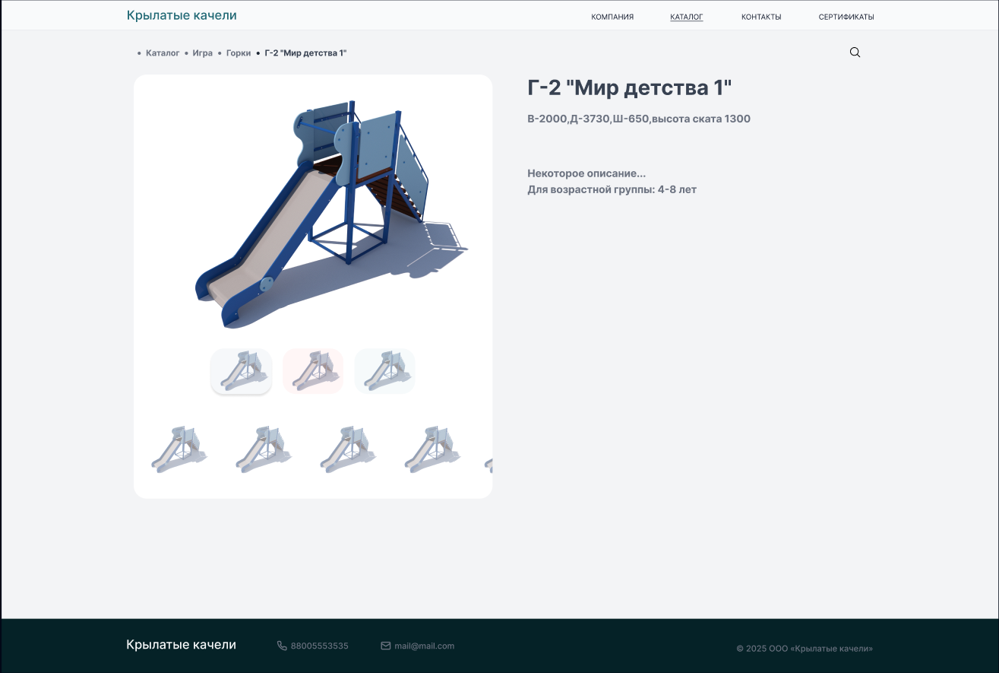 Крылатые качели
КОМПАНИЯ КАТАЛОГ КОНТАКТЫ СЕРТИФИКАТЫ
• Каталог • Игра • Горки • Г-2 "Мир детства 1"
Г-2 "Мир детства 1"
В-2000,Д-3730,Ш-650,высота ската 1300
Некоторое описание...
Для возрастной группы: 4-8 лет
Крылатые качели
88005553535
mail@mail.com
© 2025 ООО «Крылатые качели»